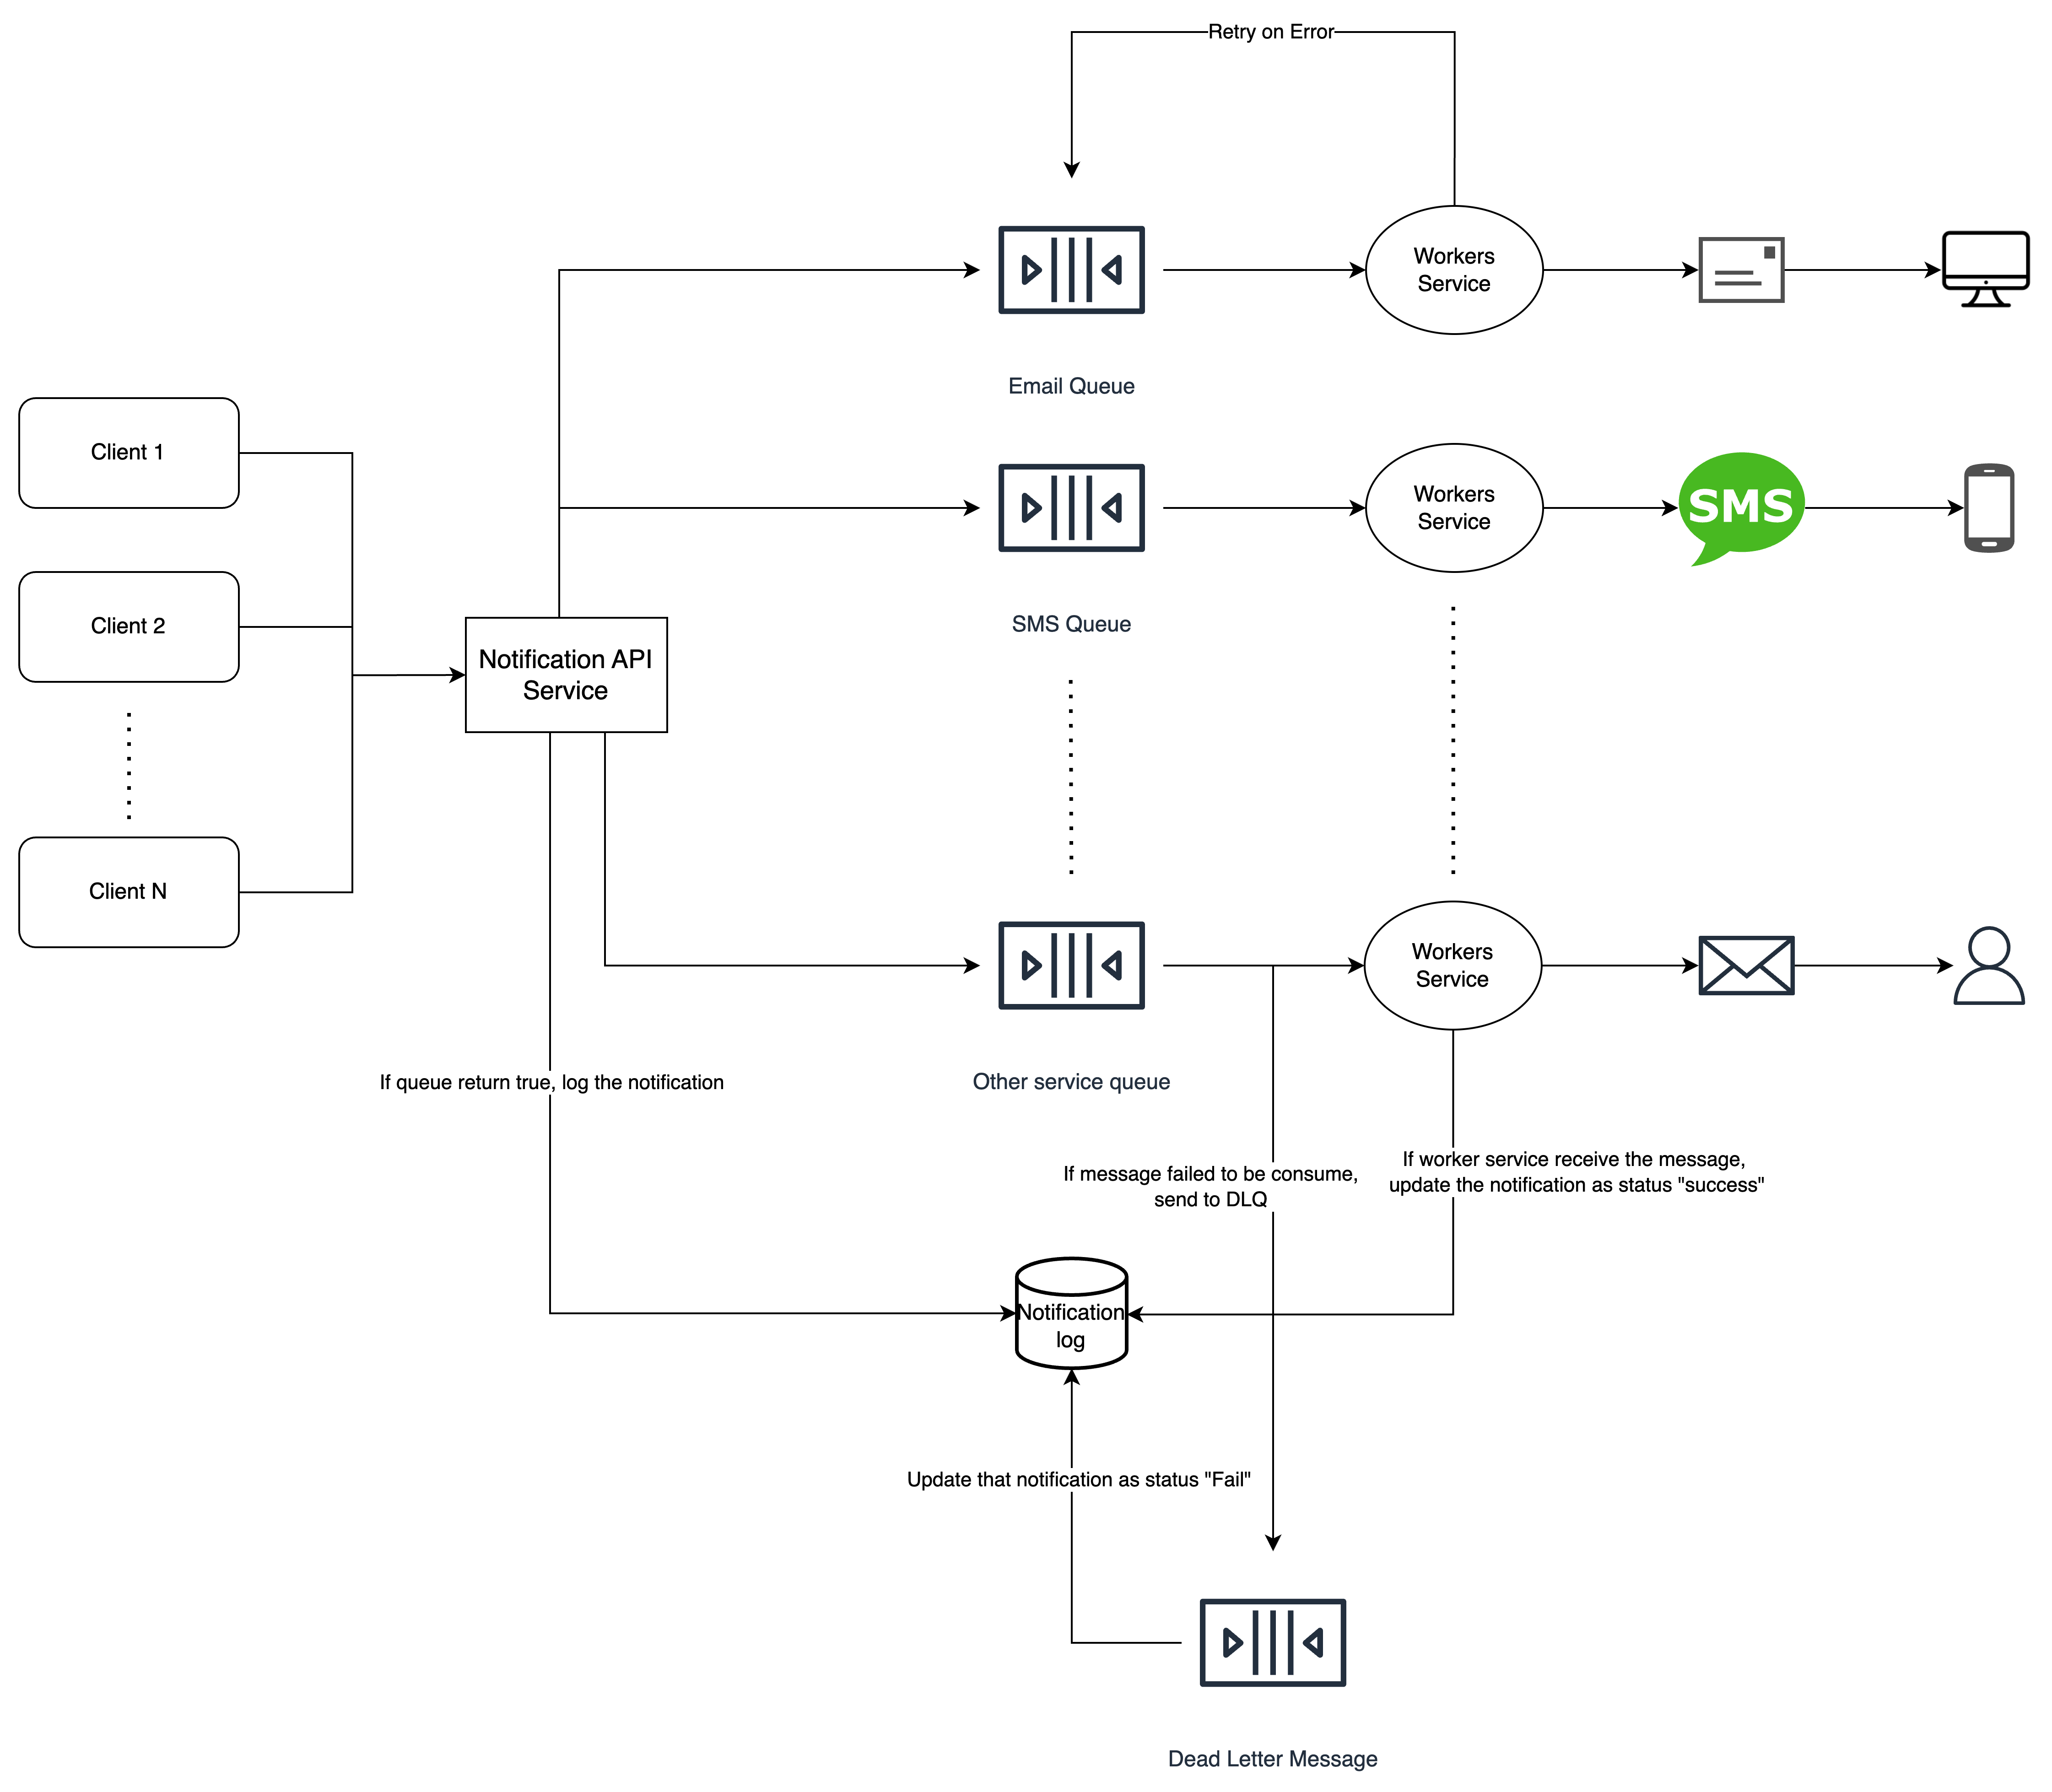 Retry on Error
Workers
Service
Email Queue
Client 1
Workers
Service
SMS
Client 2
SMS Queue
Notification API
Service
Client N
Workers
Service
If queue return true, log the notification
Other service queue
If message failed to be consume,
send to DLQ
If worker service receive the message,
update the notification as status "success"
Notification
log
Update that notification as status "Fail"
Dead Letter Message